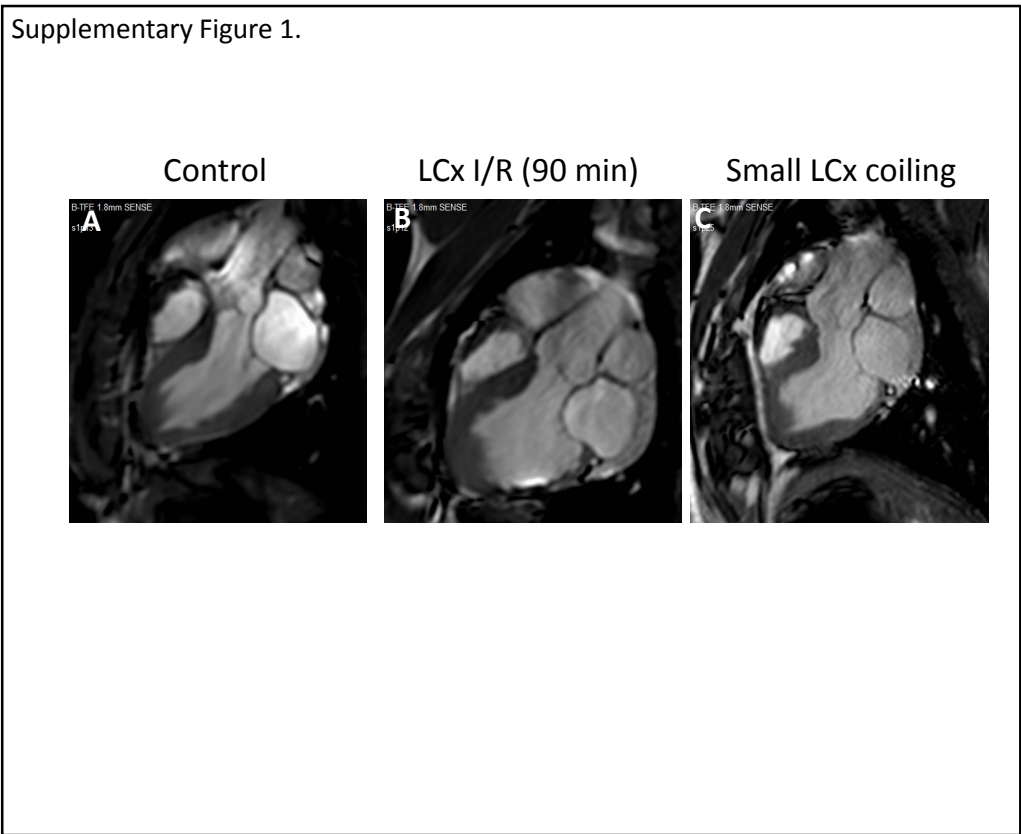 Supplementary Figure 1.
Control
LCx I/R (90 min)
Small LCx coiling
B-TFE 1.8mm SENSE
A
B-TFE 1.8mm SENSE
B
B-TFE 1.8mm SENSE
C